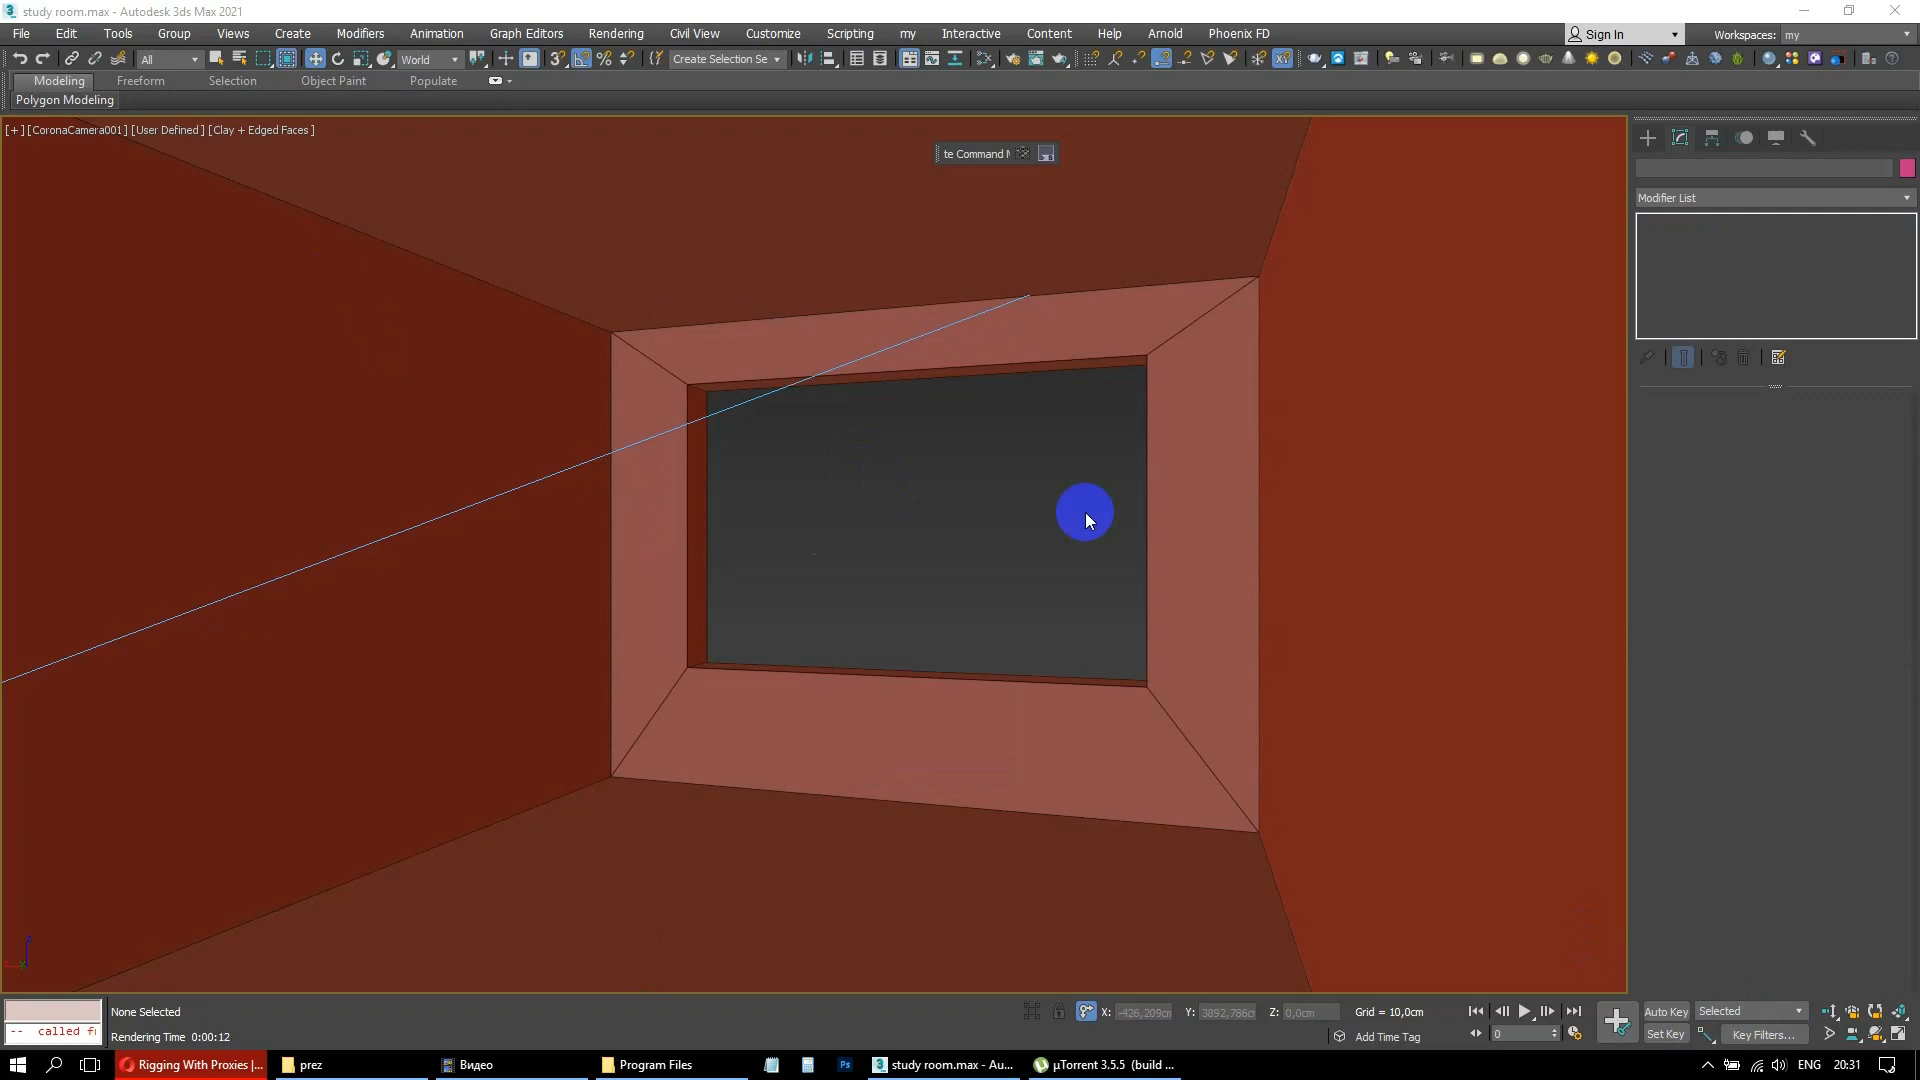 study room.max - Autodesk 3ds Max 2021
File Edit Tools Group Views Create Modifiers Animation Graph Editors Rendering Civil View Customize Scripting my Interactive Content Help Arnold Phoenix FD
Sign In
Workspaces: my
All
World
Create Selection Se
Modeling Freeform Selection Object Paint Populate
Polygon Modeling
[+] [CoronaCamera001] [User Defined] [Clay + Edged Faces]
te Command
Modifier List
None Selected
X: -426,209cm Y: 3892,786cm Z: 0,0cm Grid = 10,0cm
Auto Key Selected
-- called
Rendering Time 0:00:12
Add Time Tag
0
Set Key Key Filters...
Rigging With Proxies |...
prez
Видео
Program Files
Ps
study room.max - Au...
µTorrent 3.5.5 (build ...
ENG 20:31